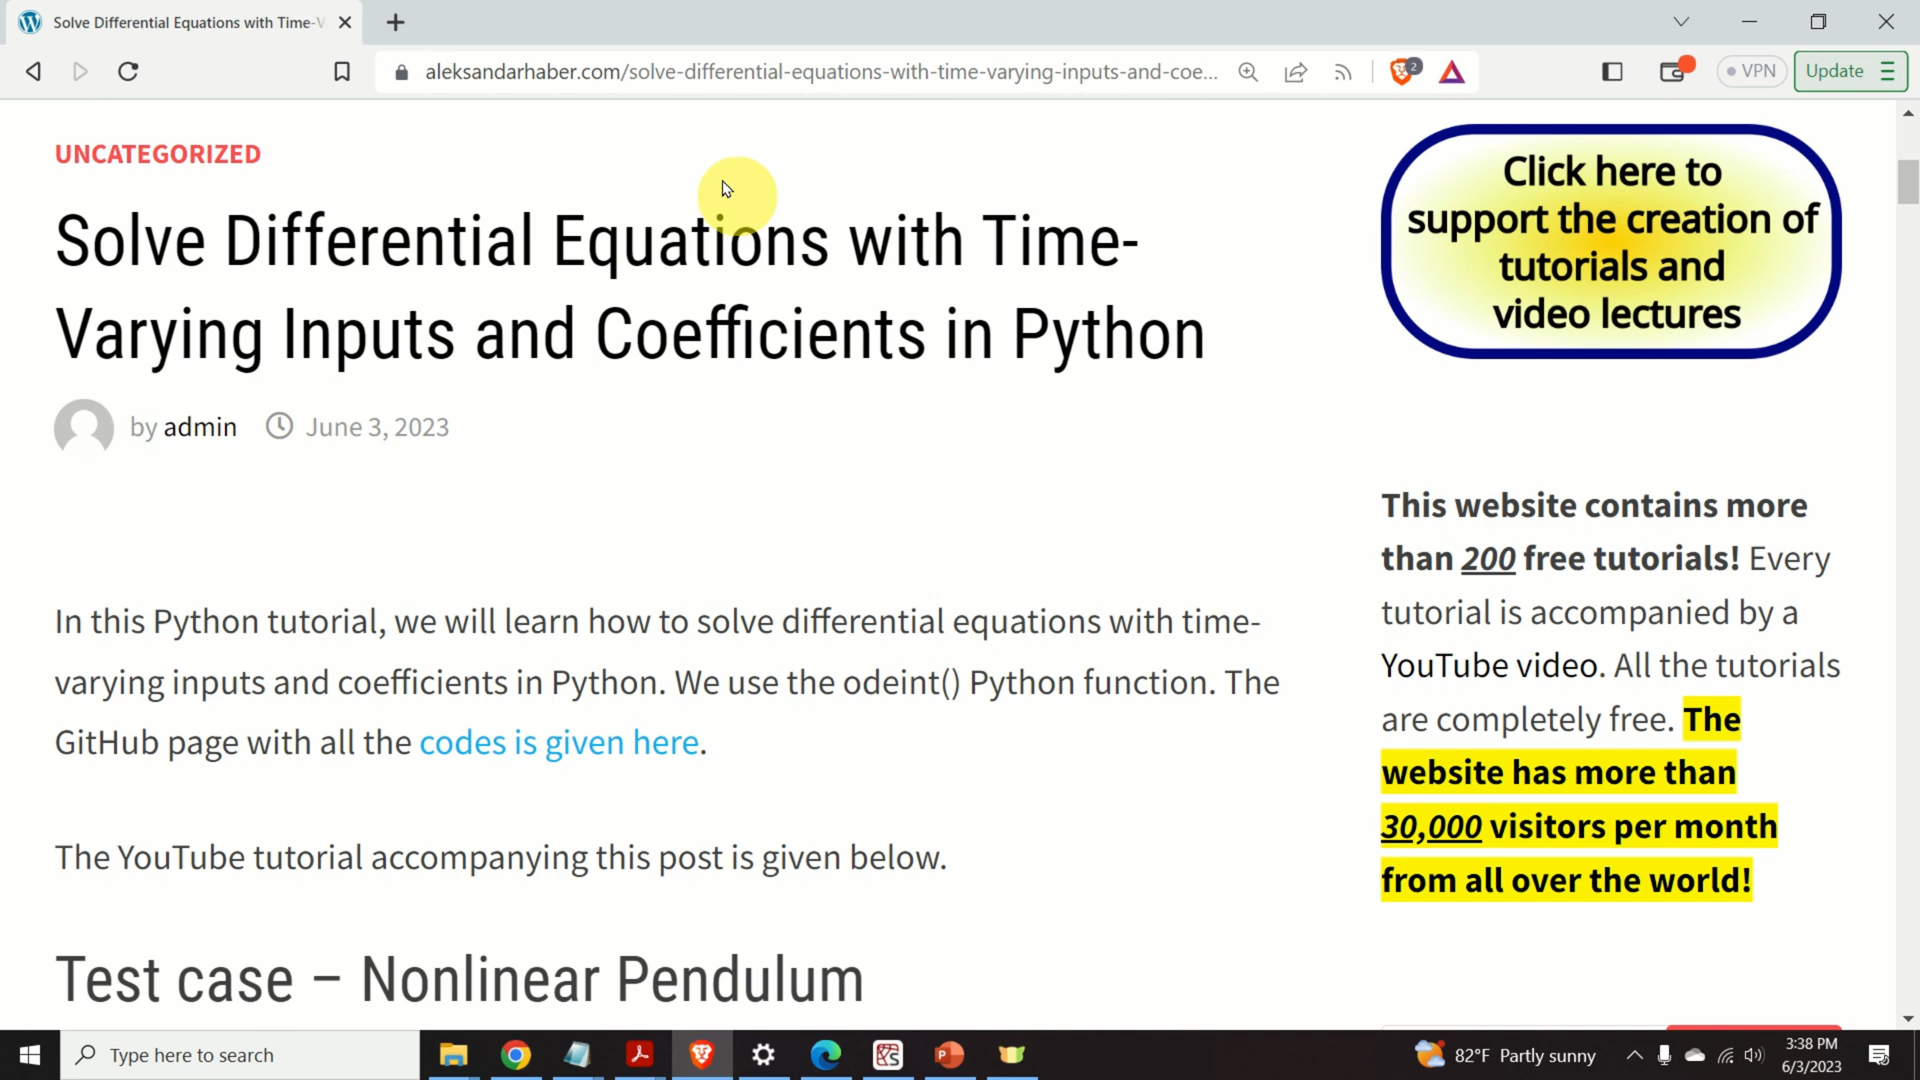 Solve Differential Equations with Time-V
aleksandarhaber.com/solve-differential-equations-with-time-varying-inputs-and-coe...
2
VPN
Update
UNCATEGORIZED
Solve Differential Equations with Time-
Varying Inputs and Coefficients in Python
by admin June 3, 2023
In this Python tutorial, we will learn how to solve differential equations with time-
varying inputs and coefficients in Python. We use the odeint() Python function. The
GitHub page with all the codes is given here.
The YouTube tutorial accompanying this post is given below.
Test case – Nonlinear Pendulum
Click here to
support the creation of
tutorials and
video lectures
This website contains more
than 200 free tutorials! Every
tutorial is accompanied by a
YouTube video. All the tutorials
are completely free. The
website has more than
30,000 visitors per month
from all over the world!
Type here to search
82°F Partly sunny
3:38 PM
6/3/2023